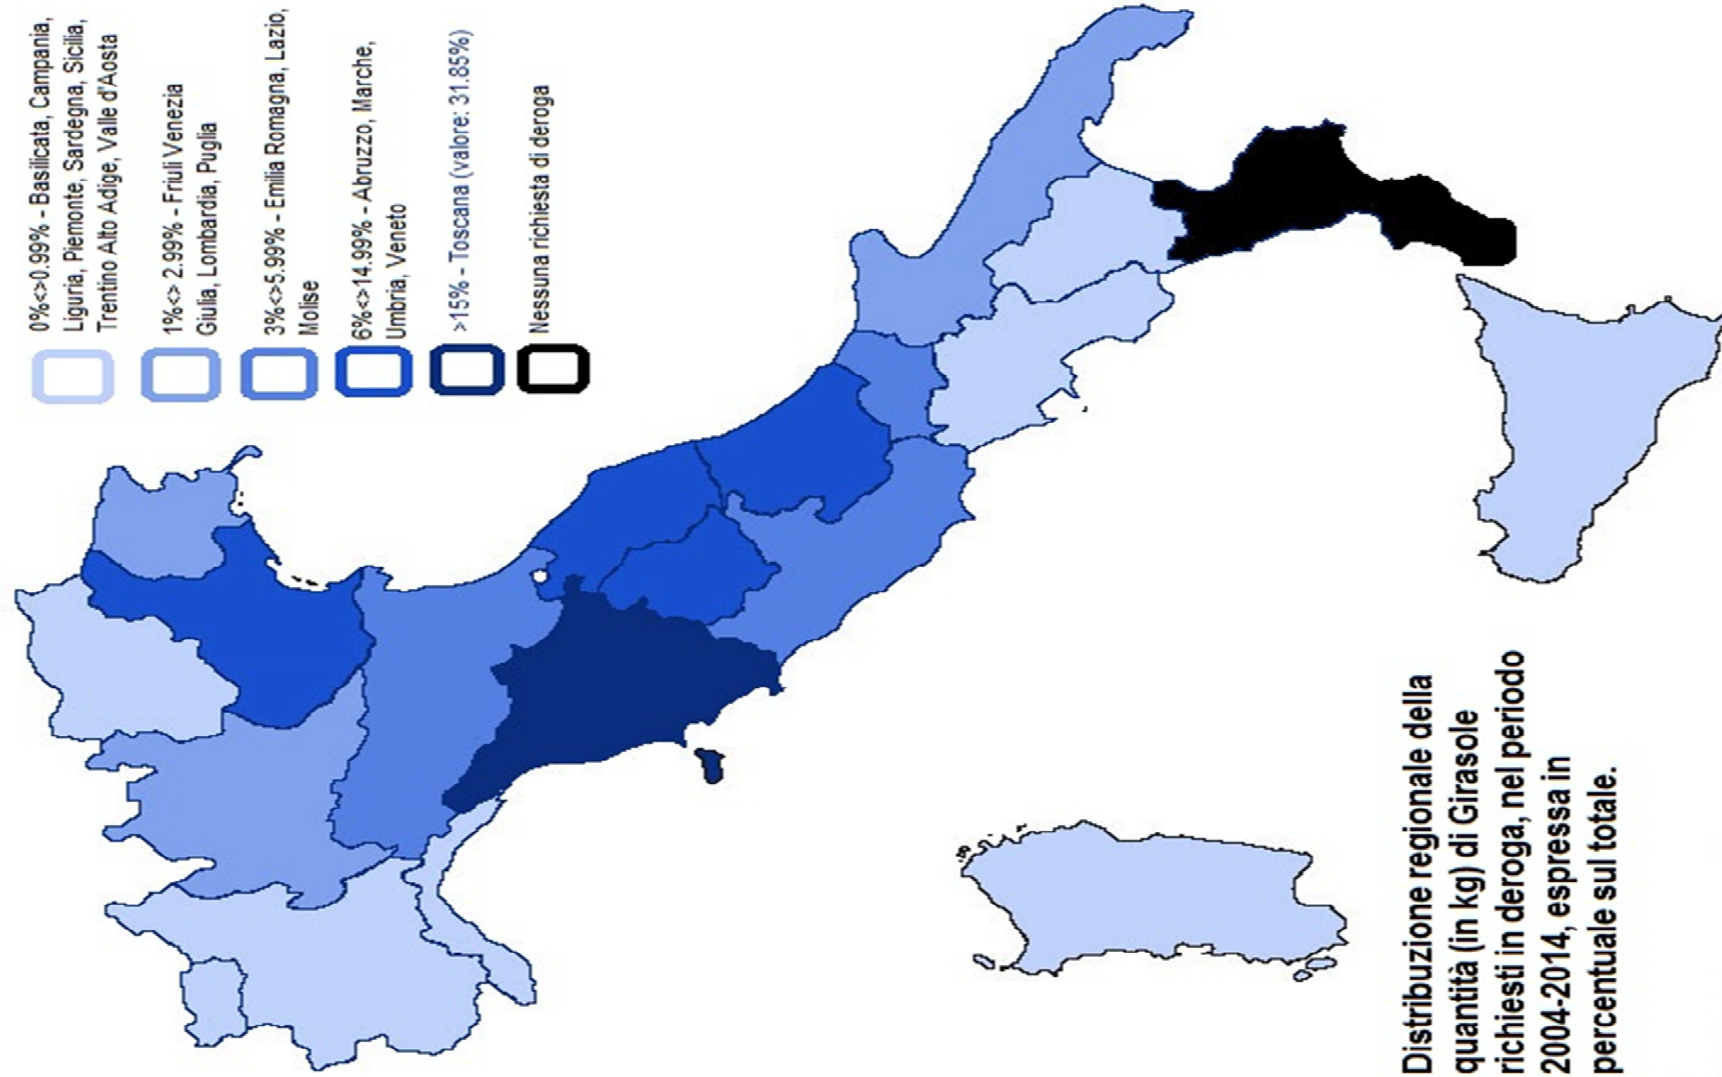 0%<>0.99% - Basilicata, Campania,
Liguria, Piemonte, Sardegna, Sicilia,
Trentino Alto Adige, Valle d'Aosta
1%<> 2.99% - Friuli Venezia
Giulia, Lombardia, Puglia
3%<>5.99% - Emilia Romagna, Lazio,
Molise
6%<>14.99% - Abruzzo, Marche,
Umbria, Veneto
>15% - Toscana (valore: 31.85%)
Nessuna richiesta di deroga
Distribuzione regionale della
quantità (in kg) di Girasole
richiesti in deroga, nel periodo
2004-2014, espressa in
percentuale sul totale.